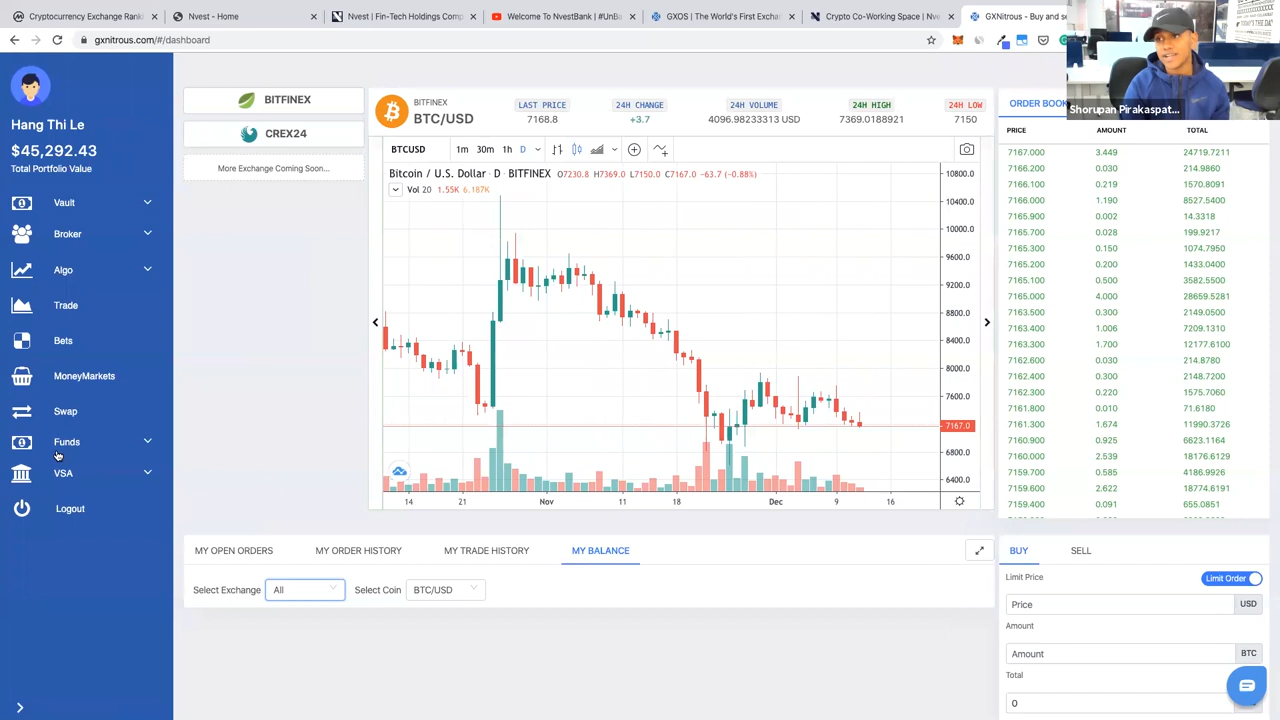 Cryptocurrency Exchange Ranki
Nvest - Home
Nvest | Fin-Tech Holdings Comp
Welcome To NvestBank | #UnBa
GXOS | The World's First Exchan
pto Co-Working Space | Nve
GXNitrous - Buy and se
gxnitrous.com/#/dashboard
Shorupan Pirakaspat...
Hang Thi Le
$45,292.43
Total Portfolio Value
Vault
Broker
Algo
Trade
Bets
MoneyMarkets
Swap
Funds
VSA
Logout
BITFINEX
CREX24
More Exchange Coming Soon...
BITFINEX
BTC/USD
LAST PRICE
7168.8
24H CHANGE
+3.7
24H VOLUME
4096.98233313 USD
24H HIGH
7369.0188921
24H LOW
7150
BTCUSD 1m 30m 1h D
Bitcoin / U.S. Dollar · D · BITFINEX O7230.8 H7369.0 L7150.0 C7167.0 −63.7 (−0.88%)
Vol 20 1.55K 6.187K
10800.0
10400.0
10000.0
9600.0
9200.0
8800.0
8400.0
8000.0
7600.0
7167.0
6800.0
6400.0
14 21 Nov 11 18 Dec 9 16
ORDER BOOK
PRICE AMOUNT TOTAL
7167.000 3.449 24719.7211
7166.200 0.030 214.9860
7166.100 0.219 1570.8091
7166.000 1.190 8527.5400
7165.900 0.002 14.3318
7165.700 0.028 199.9217
7165.300 0.150 1074.7950
7165.200 0.200 1433.0400
7165.100 0.500 3582.5500
7165.000 4.000 28659.5281
7163.500 0.300 2149.0500
7163.400 1.006 7209.1310
7163.300 1.700 12177.6100
7162.600 0.030 214.8780
7162.400 0.300 2148.7200
7162.300 0.220 1575.7060
7161.800 0.010 71.6180
7161.300 1.674 11990.3726
7160.900 0.925 6623.1164
7160.000 2.539 18176.6129
7159.700 0.585 4186.9926
7159.600 2.622 18774.6191
7159.400 0.091 655.0851
MY OPEN ORDERS
MY ORDER HISTORY
MY TRADE HISTORY
MY BALANCE
Select Exchange All Select Coin BTC/USD
BUY SELL
Limit Price Limit Order
Price USD
Amount
Amount BTC
Total
0